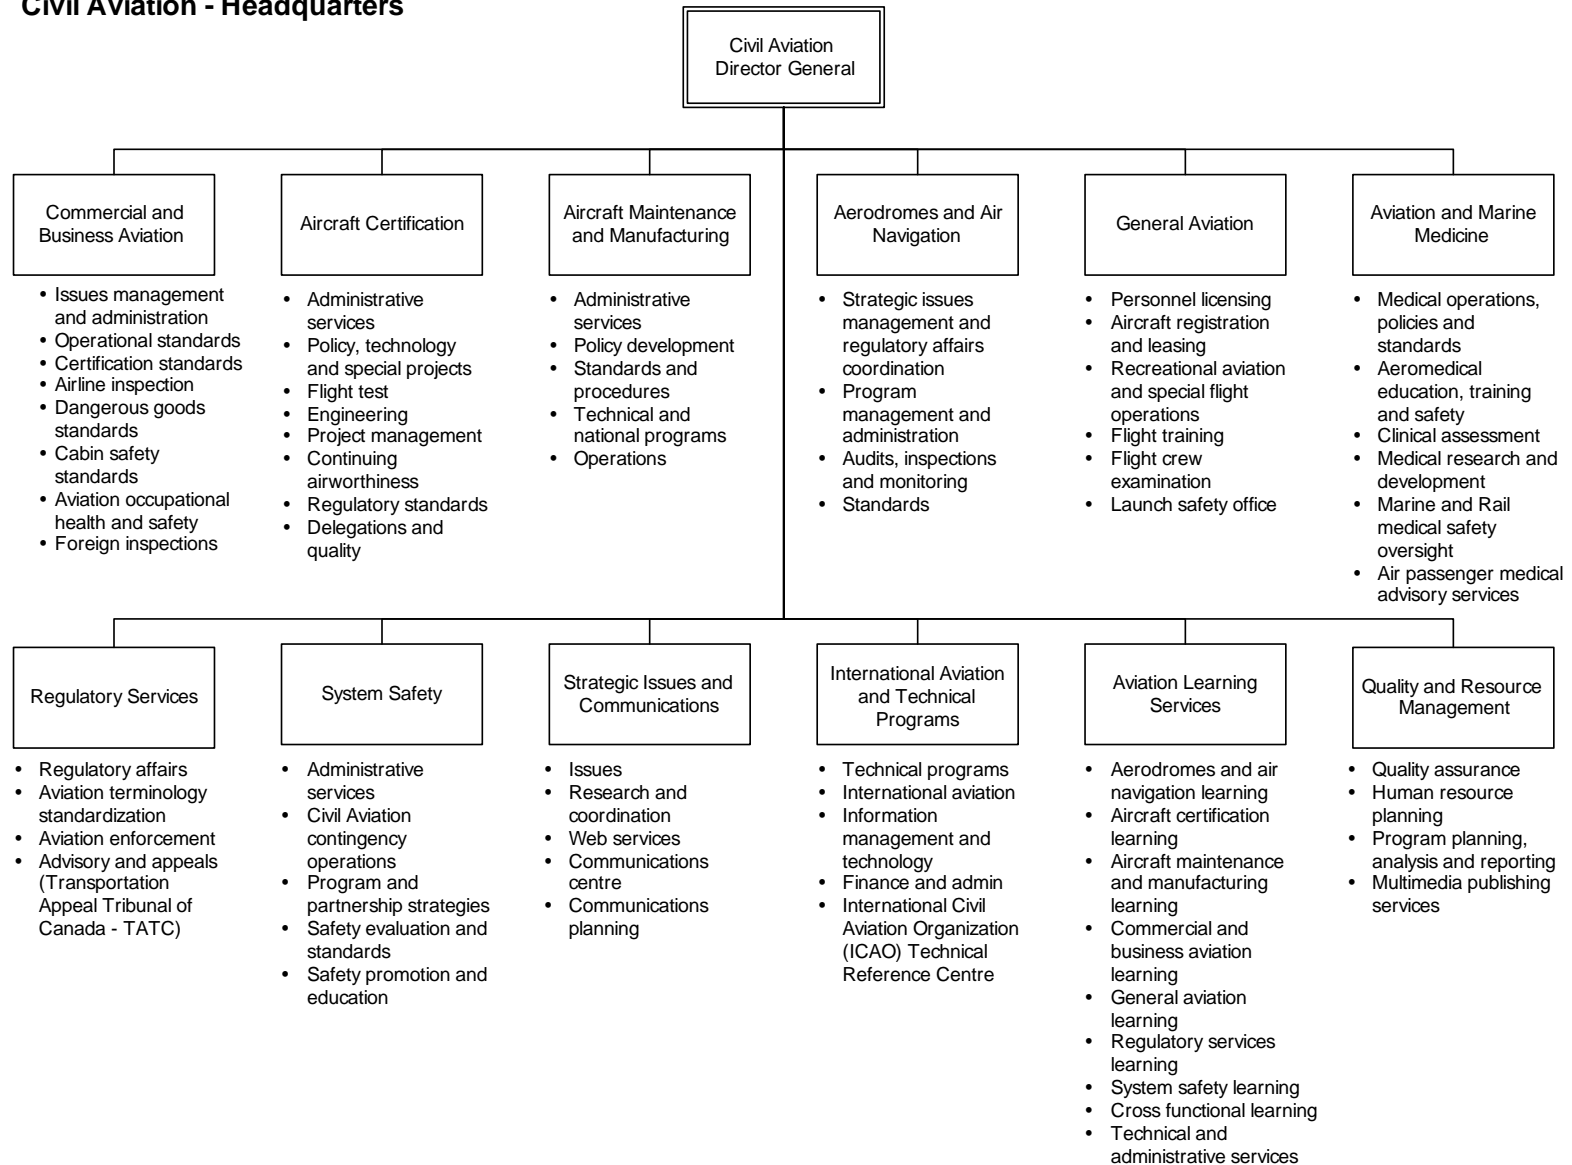 Civil Aviation - Headquarters
Civil Aviation
Director General
Commercial and
Business Aviation
• Issues management
and administration
• Operational standards
• Certification standards
• Airline inspection
• Dangerous goods
standards
• Cabin safety
standards
• Aviation occupational
health and safety
• Foreign inspections
Aircraft Certification
• Administrative
services
• Policy, technology
and special projects
• Flight test
• Engineering
• Project management
• Continuing
airworthiness
• Regulatory standards
• Delegations and
quality
Aircraft Maintenance
and Manufacturing
• Administrative
services
• Policy development
• Standards and
procedures
• Technical and
national programs
• Operations
Aerodromes and Air
Navigation
• Strategic issues
management and
regulatory affairs
coordination
• Program
management and
administration
• Audits, inspections
and monitoring
• Standards
General Aviation
• Personnel licensing
• Aircraft registration
and leasing
• Recreational aviation
and special flight
operations
• Flight training
• Flight crew
examination
• Launch safety office
Aviation and Marine
Medicine
• Medical operations,
policies and
standards
• Aeromedical
education, training
and safety
• Clinical assessment
• Medical research and
development
• Marine and Rail
medical safety
oversight
• Air passenger medical
advisory services
Regulatory Services
• Regulatory affairs
• Aviation terminology
standardization
• Aviation enforcement
• Advisory and appeals
(Transportation
Appeal Tribunal of
Canada - TATC)
System Safety
• Administrative
services
• Civil Aviation
contingency
operations
• Program and
partnership strategies
• Safety evaluation and
standards
• Safety promotion and
education
Strategic Issues and
Communications
• Issues
• Research and
coordination
• Web services
• Communications
centre
• Communications
planning
International Aviation
and Technical
Programs
• Technical programs
• International aviation
• Information
management and
technology
• Finance and admin
• International Civil
Aviation Organization
(ICAO) Technical
Reference Centre
Aviation Learning
Services
• Aerodromes and air
navigation learning
• Aircraft certification
learning
• Aircraft maintenance
and manufacturing
learning
• Commercial and
business aviation
learning
• General aviation
learning
• Regulatory services
learning
• System safety learning
• Cross functional learning
• Technical and
administrative services
Quality and Resource
Management
• Quality assurance
• Human resource
planning
• Program planning,
analysis and reporting
• Multimedia publishing
services